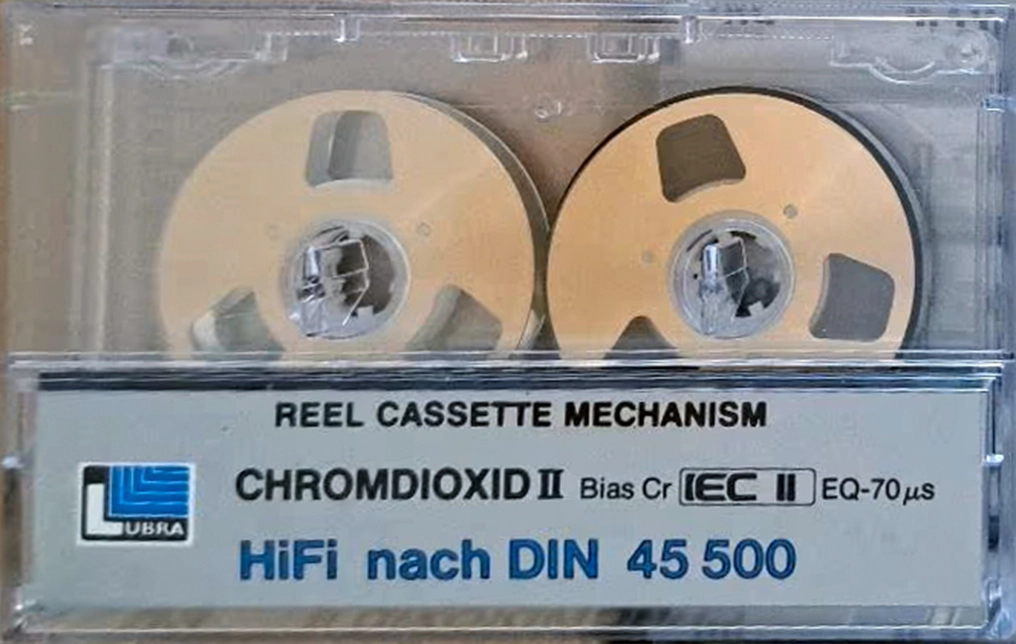 REEL CASSETTE MECHANISM
CHROMDIOXID II Bias Cr IEC II EQ-70 µs
LUBRA
HiFi nach DIN 45 500